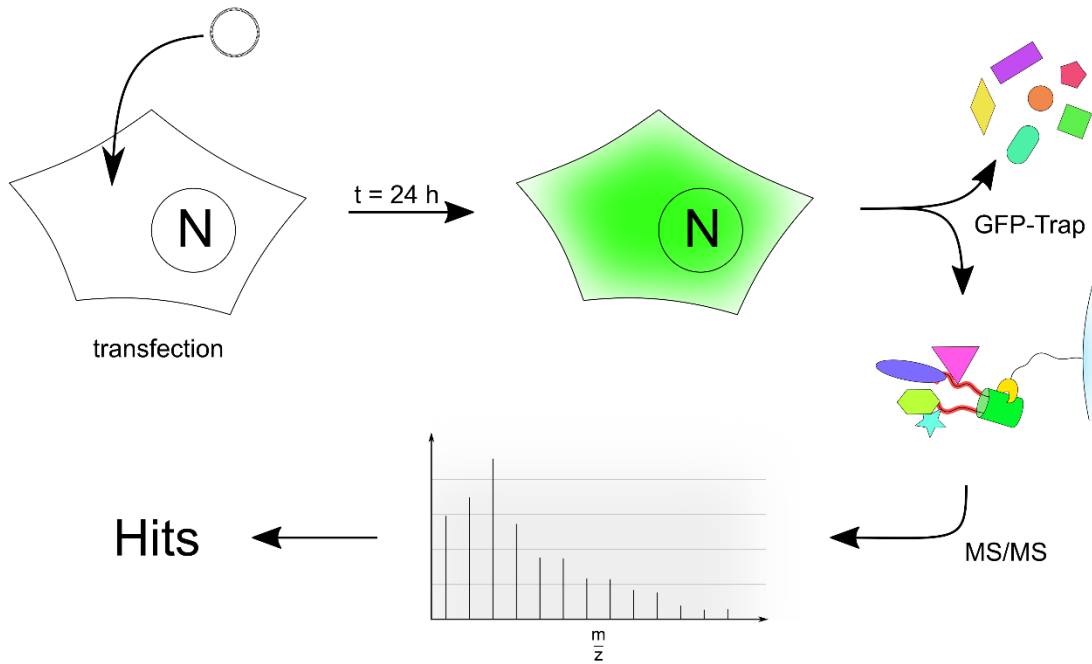 N
transfection
t = 24 h
N
GFP-Trap
MS/MS
m
z
Hits